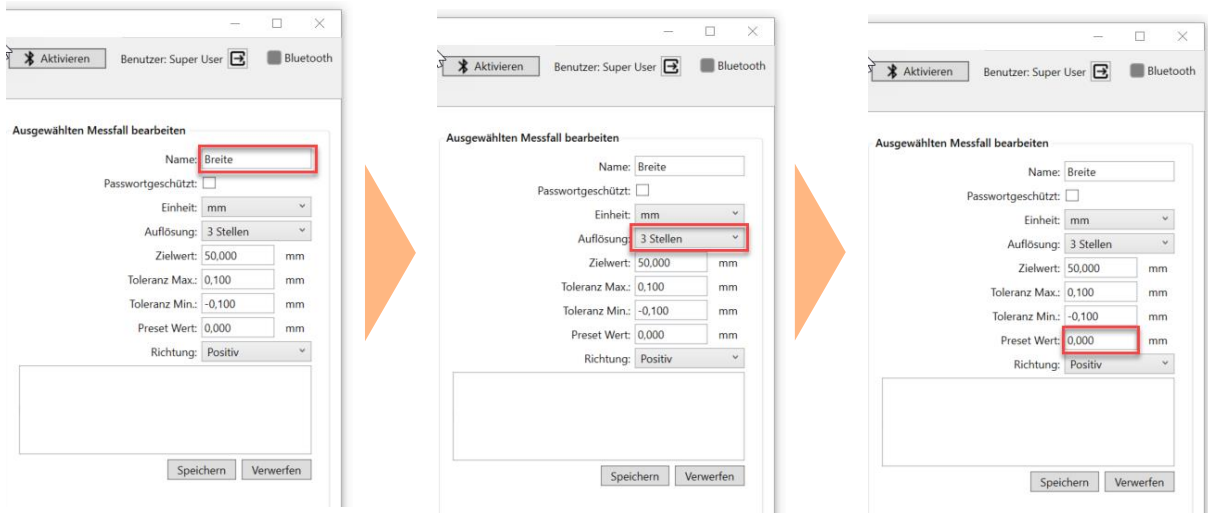 Aktivieren Benutzer: Super User Bluetooth
Ausgewählten Messfall bearbeiten
Name: Breite
Passwortgeschützt:
Einheit: mm
Auflösung: 3 Stellen
Zielwert: 50,000 mm
Toleranz Max.: 0,100 mm
Toleranz Min.: -0,100 mm
Preset Wert: 0,000 mm
Richtung: Positiv
Speichern Verwerfen
Aktivieren Benutzer: Super User Bluetooth
Ausgewählten Messfall bearbeiten
Name: Breite
Passwortgeschützt:
Einheit: mm
Auflösung: 3 Stellen
Zielwert: 50,000 mm
Toleranz Max.: 0,100 mm
Toleranz Min.: -0,100 mm
Preset Wert: 0,000 mm
Richtung: Positiv
Speichern Verwerfen
Aktivieren Benutzer: Super User Bluetooth
Ausgewählten Messfall bearbeiten
Name: Breite
Passwortgeschützt:
Einheit: mm
Auflösung: 3 Stellen
Zielwert: 50,000 mm
Toleranz Max.: 0,100 mm
Toleranz Min.: -0,100 mm
Preset Wert: 0,000 mm
Richtung: Positiv
Speichern Verwerfen